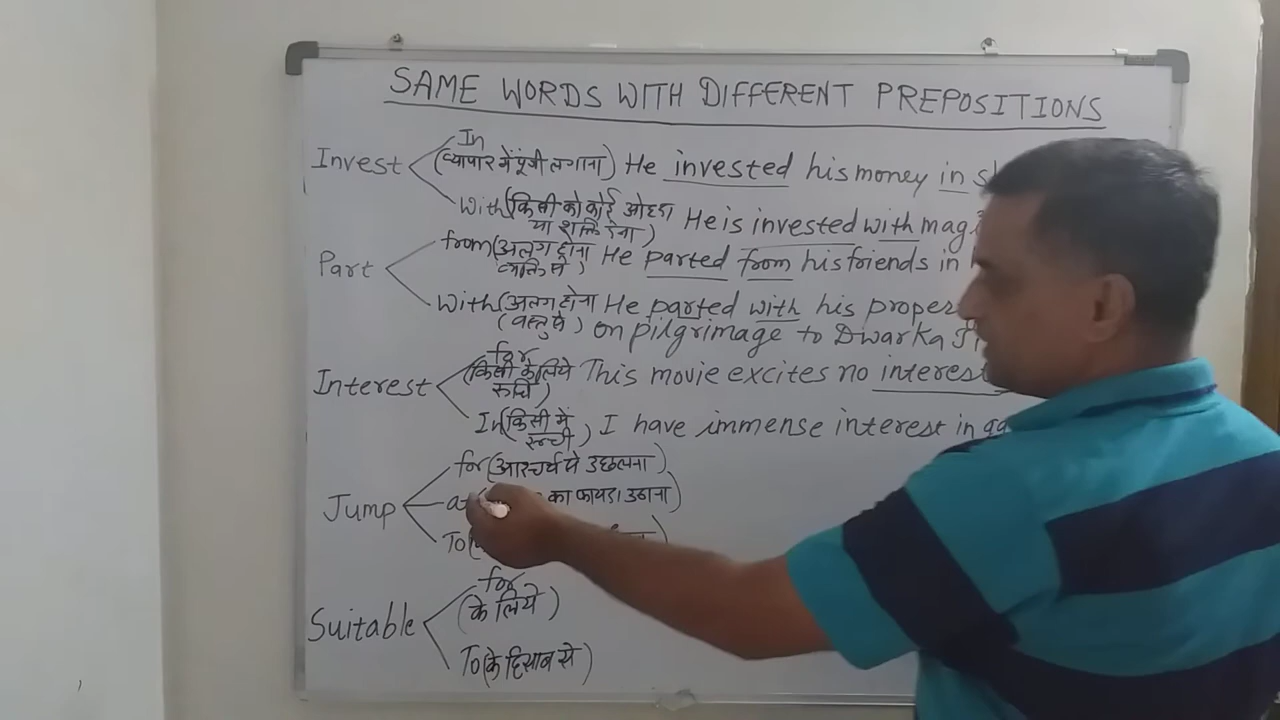 SAME WORDS WITH DIFFERENT PREPOSITIONS
In
Invest (व्यापार में पूंजी लगाना) He invested his money in
With (किसी को कोई ओहदा He is invested with
या शक्ति देना)
Part from (अलग होना He parted from his friends in
व्यक्ति से)
With (अलग होना He parted with his
(वस्तु से) on pilgrimage to Dwarka
for
Interest (किसी के लिये This movie excites no interest
रूचि)
In (किसी में I have immense interest in
रूची)
for (आश्चर्य से उछलना)
Jump at का फायदा उठाना)
To
for
Suitable (के लिये)
To (के हिसाब से)